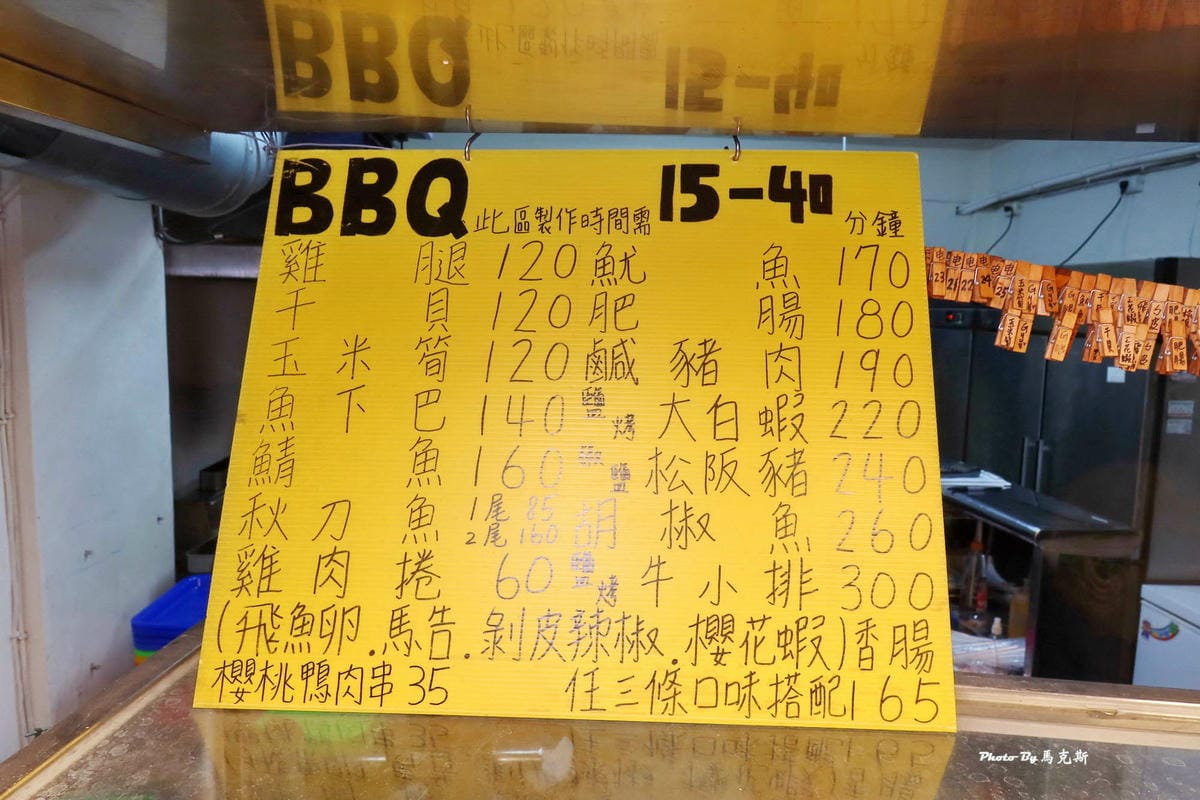 BBQ 此區製作時間需 15-40 分鐘
雞腿 120 魷魚 170
干貝 120 肥腸 180
玉米筍 120 鹹豬肉 190
魚下巴 140 鹽烤大白蝦 220
鯖魚 160 鹽松阪豬 240
秋刀魚 1尾 85 2尾 160 胡椒魚 260
雞肉捲 60 鹽烤牛小排 300
(飛魚卵.馬告.剝皮辣椒.櫻花蝦)香腸
櫻桃鴨肉串 35 任三條口味搭配165
Photo By 馬克斯